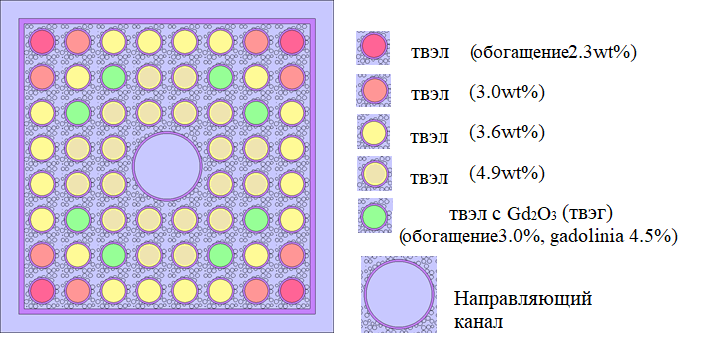 твэл (обогащение2.3wt%)
твэл (3.0wt%)
твэл (3.6wt%)
твэл (4.9wt%)
твэл с Gd₂O₃ (твэг)
(обогащение3.0%, gadolinia 4.5%)
Направляющий
канал